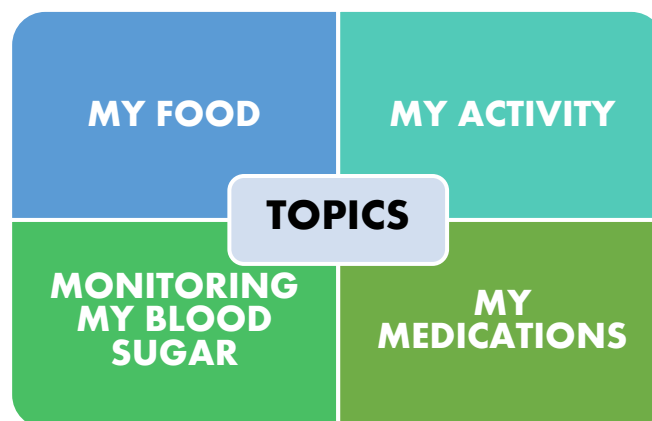 MY FOOD
MY ACTIVITY
TOPICS
MONITORING
MY BLOOD
SUGAR
MY
MEDICATIONS